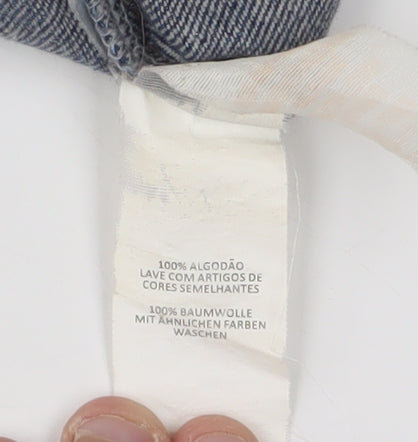 100% ALGODÃO
LAVE COM ARTIGOS DE
CORES SEMELHANTES
100% BAUMWOLLE
MIT ÄHNLICHEN FARBEN
WASCHEN